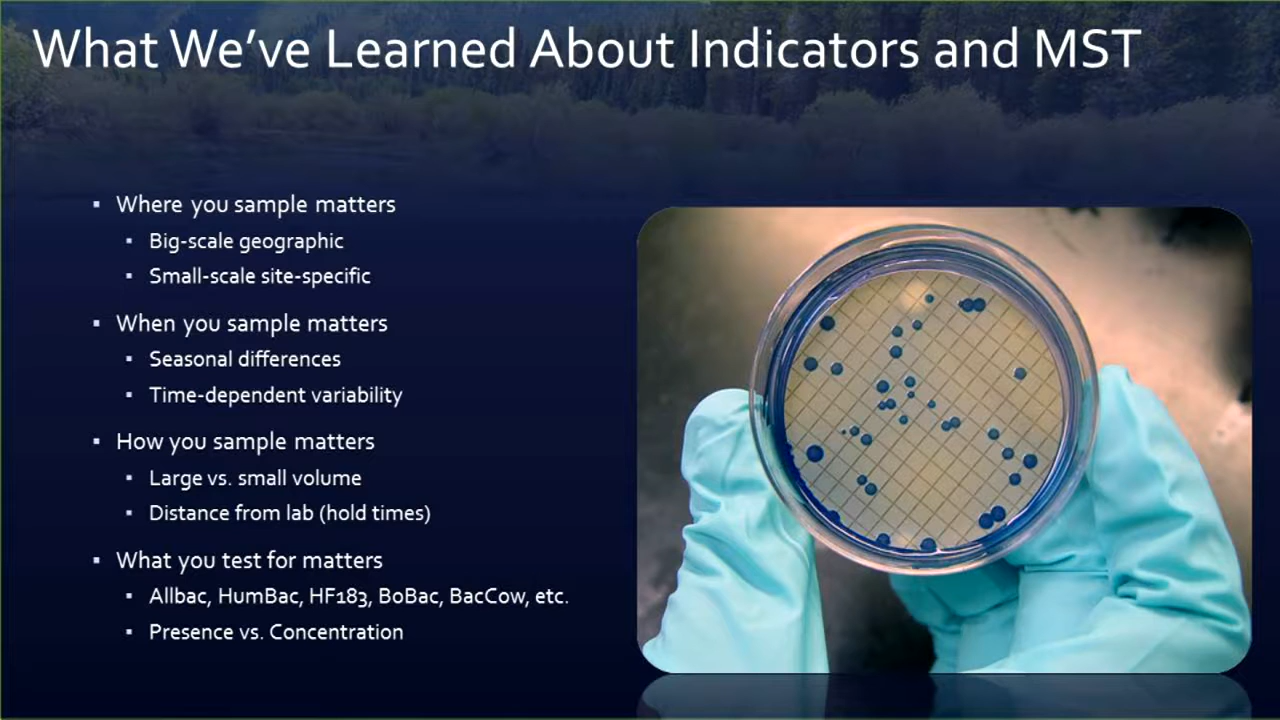 What We've Learned About Indicators and MST
▪ Where you sample matters
▪ Big-scale geographic
▪ Small-scale site-specific
▪ When you sample matters
▪ Seasonal differences
▪ Time-dependent variability
▪ How you sample matters
▪ Large vs. small volume
▪ Distance from lab (hold times)
▪ What you test for matters
▪ Allbac, HumBac, HF183, BoBac, BacCow, etc.
▪ Presence vs. Concentration